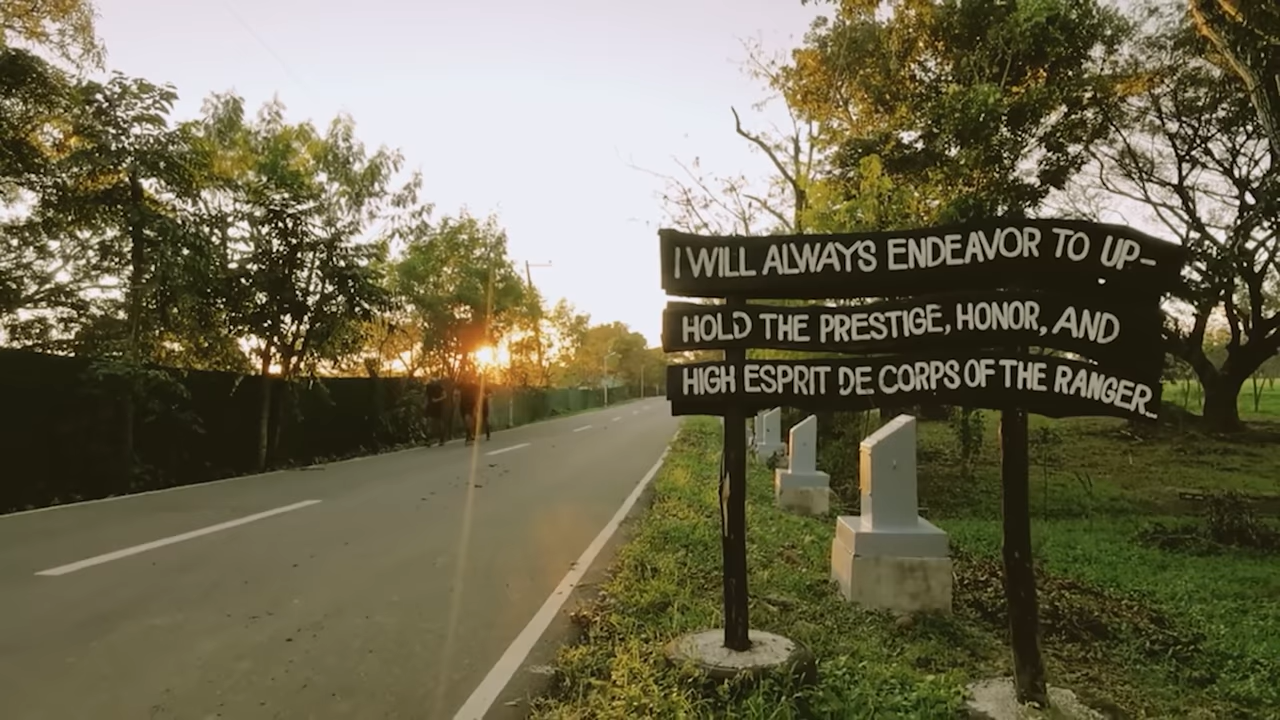 I WILL ALWAYS ENDEAVOR TO UP-
HOLD THE PRESTIGE, HONOR, AND
HIGH ESPRIT DE CORPS OF THE RANGER...